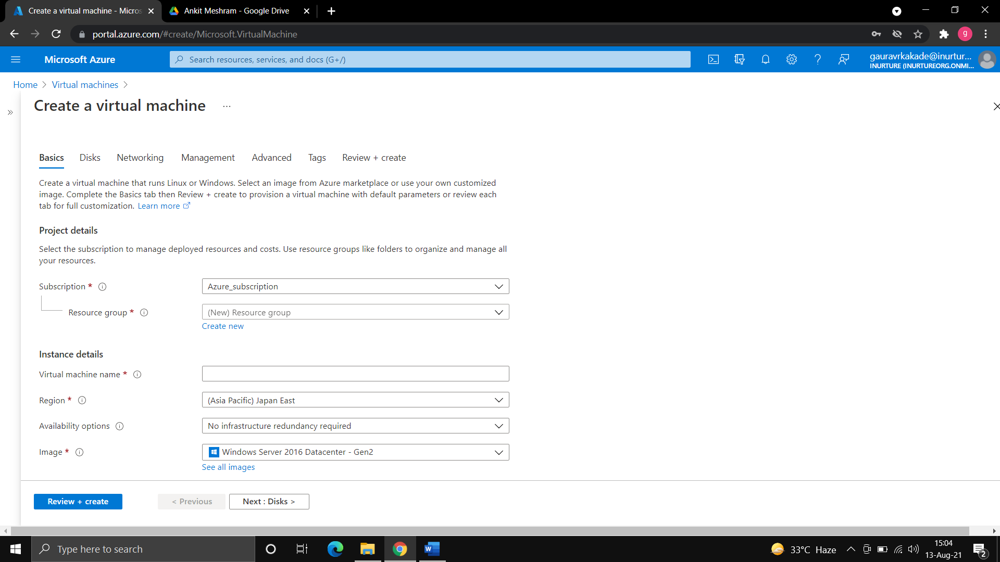 Create a virtual machine - Micros
Ankit Meshram - Google Drive
portal.azure.com/#create/Microsoft.VirtualMachine
g
Microsoft Azure
Search resources, services, and docs (G+/)
gauravrkakade@inurtur...
INURTURE (INURTUREORG.ONMI...
Home > Virtual machines >
Create a virtual machine ...
Basics Disks Networking Management Advanced Tags Review + create
Create a virtual machine that runs Linux or Windows. Select an image from Azure marketplace or use your own customized
image. Complete the Basics tab then Review + create to provision a virtual machine with default parameters or review each
tab for full customization. Learn more
Project details
Select the subscription to manage deployed resources and costs. Use resource groups like folders to organize and manage all
your resources.
Subscription * Azure_subscription
Resource group * (New) Resource group
Create new
Instance details
Virtual machine name *
Region * (Asia Pacific) Japan East
Availability options No infrastructure redundancy required
Image * Windows Server 2016 Datacenter - Gen2
See all images
Review + create < Previous Next : Disks >
Type here to search
33°C Haze
15:04
13-Aug-21
2